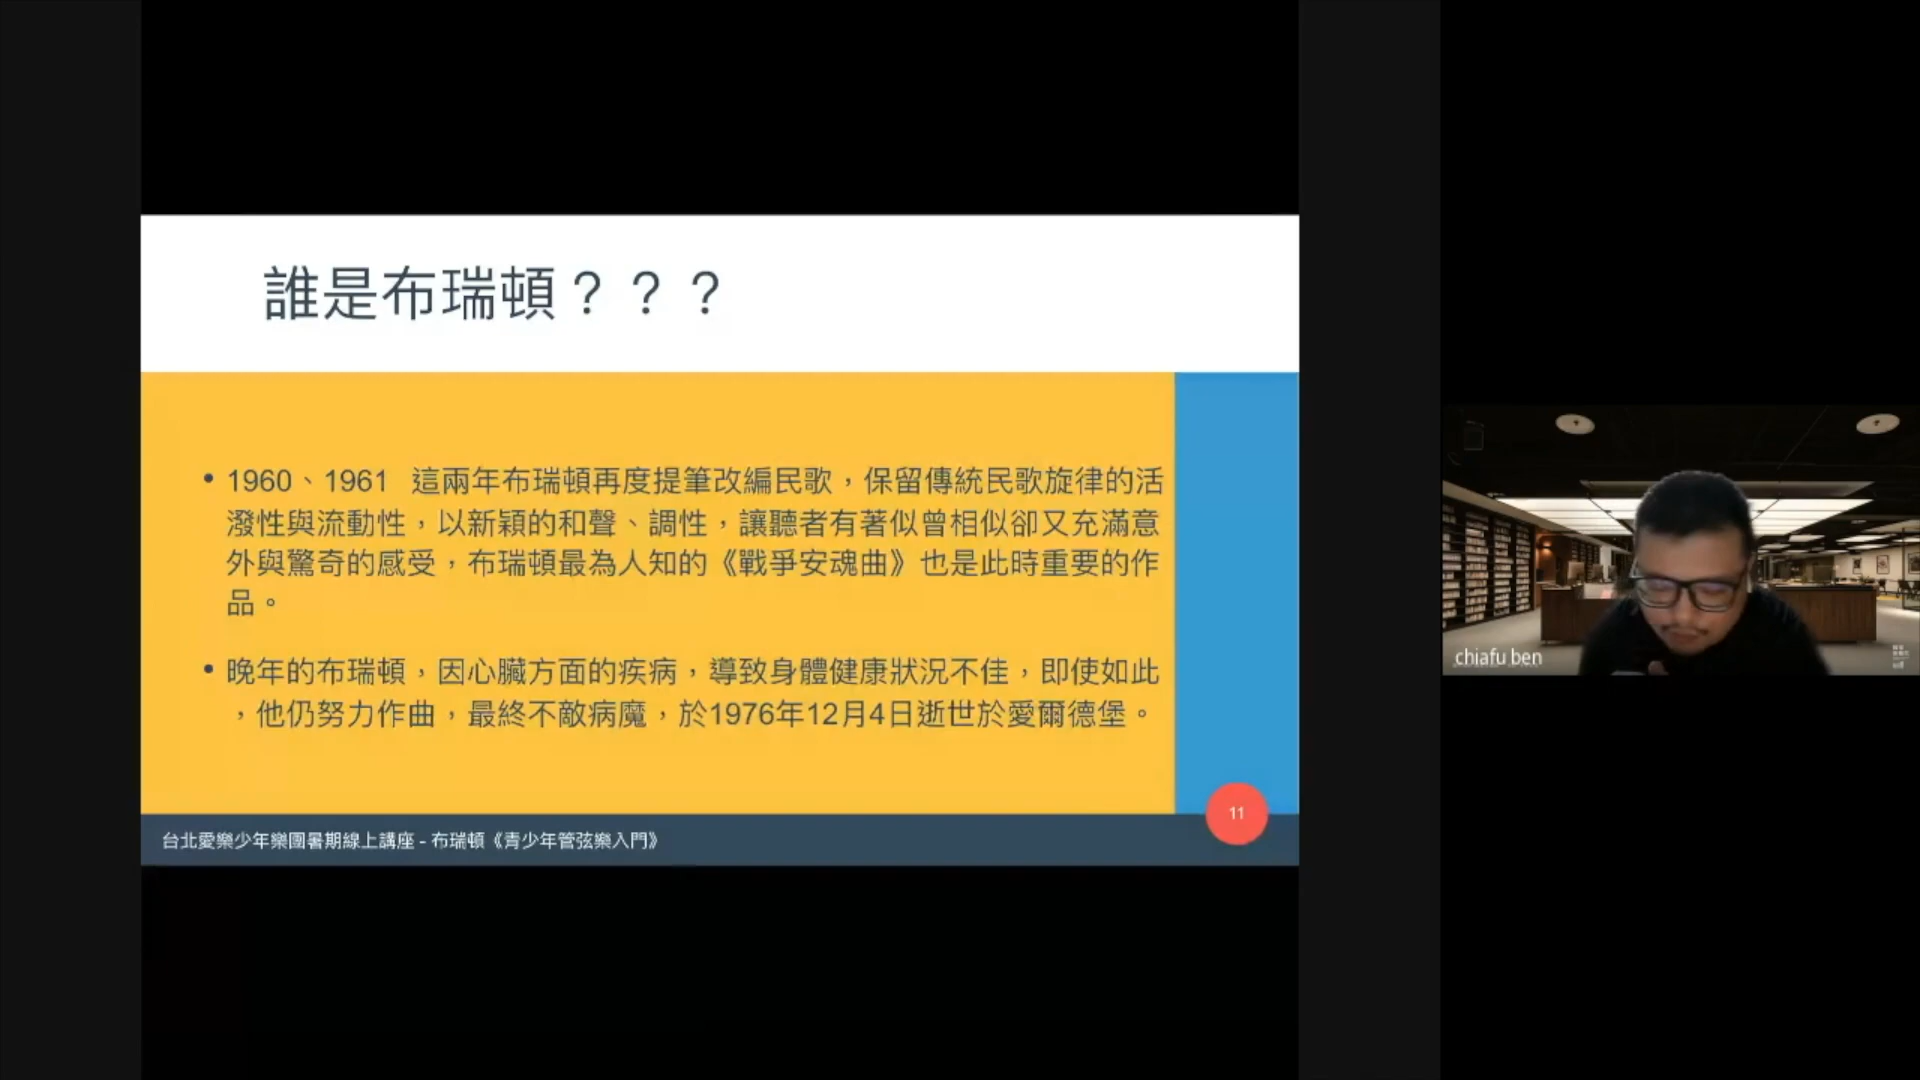 誰是布瑞頓？？？
• 1960、1961 這兩年布瑞頓再度提筆改編民歌，保留傳統民歌旋律的活
潑性與流動性，以新穎的和聲、調性，讓聽者有著似曾相似卻又充滿意
外與驚奇的感受，布瑞頓最為人知的《戰爭安魂曲》也是此時重要的作
品。
• 晚年的布瑞頓，因心臟方面的疾病，導致身體健康狀況不佳，即使如此
，他仍努力作曲，最終不敵病魔，於1976年12月4日逝世於愛爾德堡。
11
台北愛樂少年樂團暑期線上講座 - 布瑞頓《青少年管弦樂入門》
chiafu ben